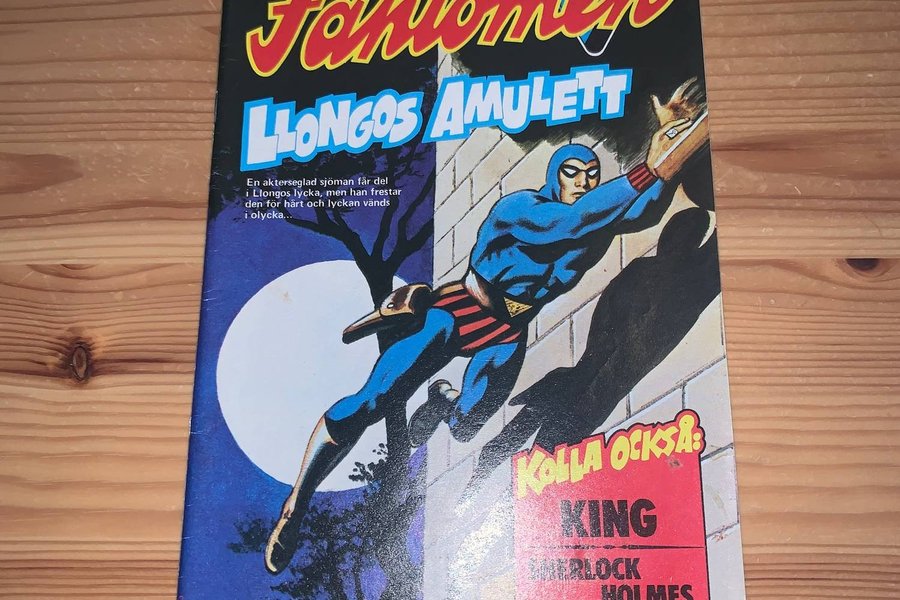 Fantomen
LLONGOS AMULETT
En akterseglad sjöman får del
i Llongos lycka, men han frestar
den för hårt och lyckan vänds
i olycka...
KOLLA OCKSÅ:
KING
SHERLOCK
HOLMES